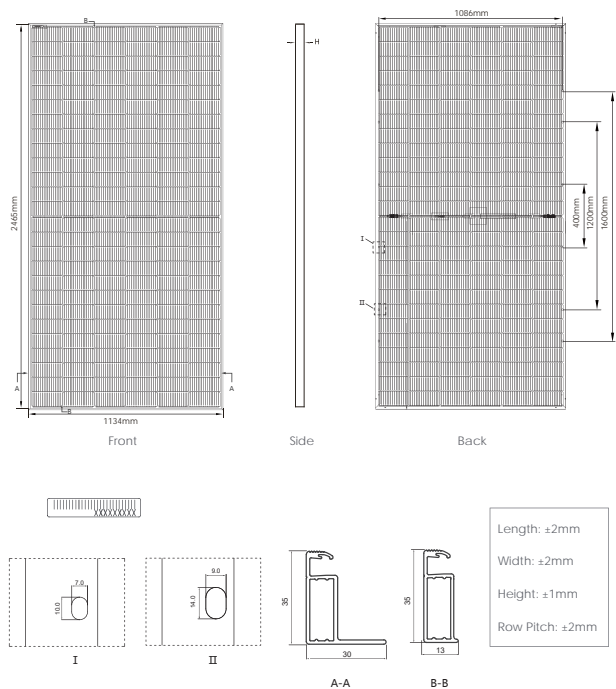 B
1086mm
H
2465mm
400mm
1200mm
1600mm
I
II
A
A
B
1134mm
Front
Side
Back
7.0
10.0
I
9.0
14.0
II
35
30
A-A
35
13
B-B
Length: ±2mm
Width: ±2mm
Height: ±1mm
Row Pitch: ±2mm